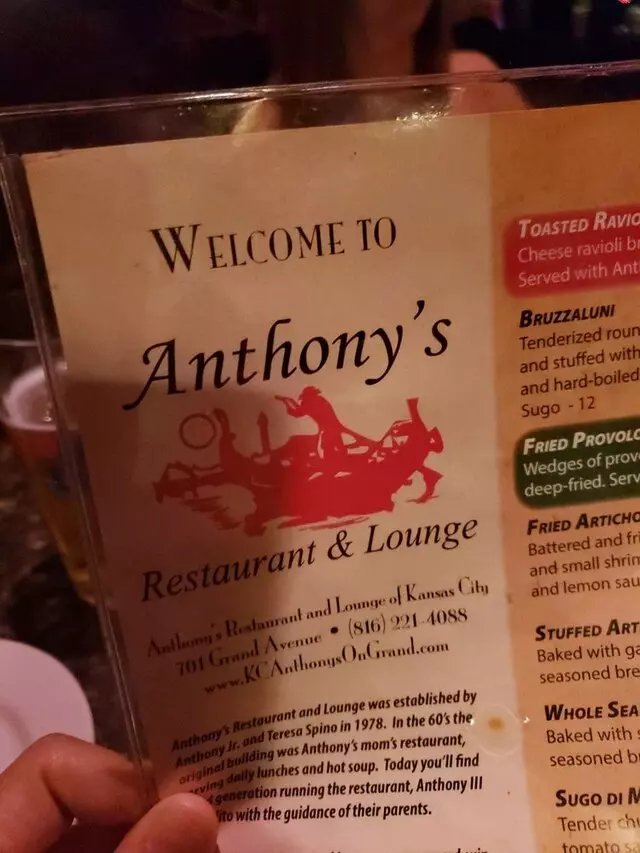 WELCOME TO
Anthony's
Restaurant & Lounge
Anthony's Restaurant and Lounge of Kansas City
701 Grand Avenue • (816) 221-4088
www.KCAnthonysOnGrand.com
Anthony's Restaurant and Lounge was established by
Anthony Jr. and Teresa Spino in 1978. In the 60's the
original building was Anthony's mom's restaurant,
serving daily lunches and hot soup. Today you'll find
generation running the restaurant, Anthony III
with the guidance of their parents.
TOASTED RAVIO
Cheese ravioli br
Served with Ant
BRUZZALUNI
Tenderized roun
and stuffed with
and hard-boiled
Sugo - 12
FRIED PROVOLO
Wedges of prov
deep-fried. Serv
FRIED ARTICHO
Battered and fri
and small shrim
and lemon sau
STUFFED ART
Baked with ga
seasoned bre
WHOLE SEA
Baked with s
seasoned b
SUGO DI M
Tender chu
tomato sa